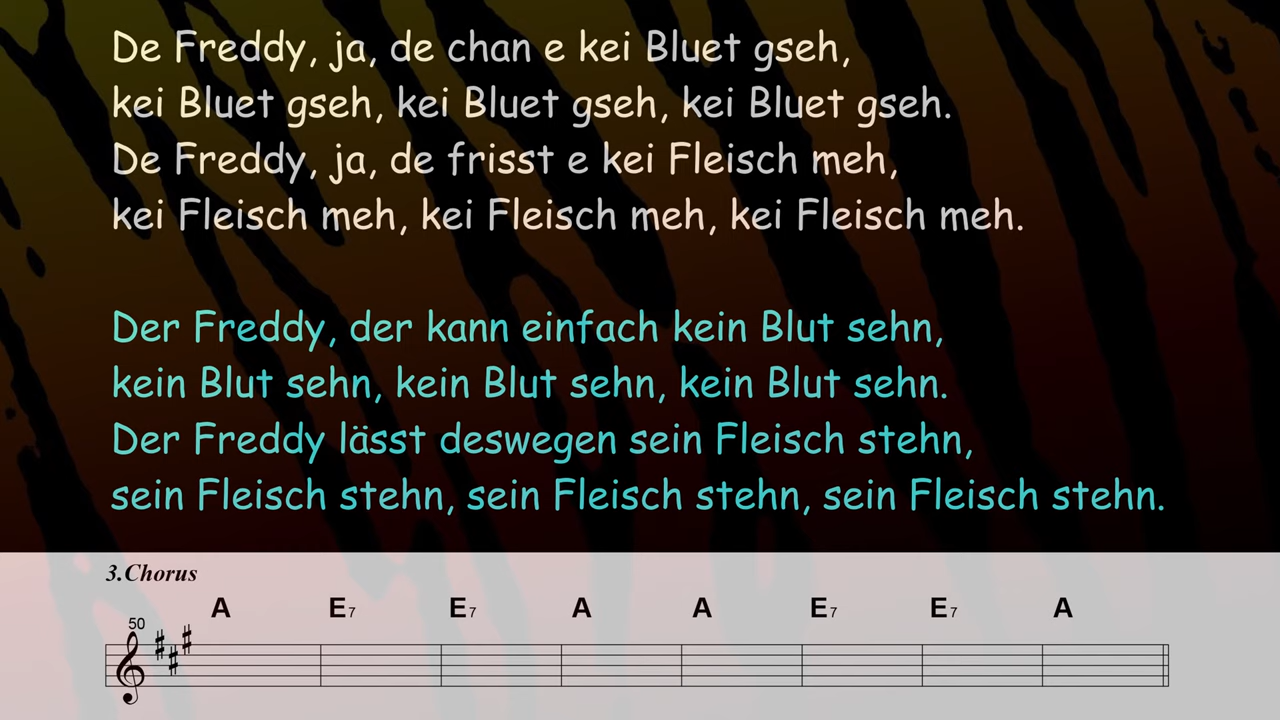 De Freddy, ja, de chan e kei Bluet gseh,
kei Bluet gseh, kei Bluet gseh, kei Bluet gseh.
De Freddy, ja, de frisst e kei Fleisch meh,
kei Fleisch meh, kei Fleisch meh, kei Fleisch meh.
Der Freddy, der kann einfach kein Blut sehn,
kein Blut sehn, kein Blut sehn, kein Blut sehn.
Der Freddy lässt deswegen sein Fleisch stehn,
sein Fleisch stehn, sein Fleisch stehn, sein Fleisch stehn.
3.Chorus
A E7 E7 A A E7 E7 A
50